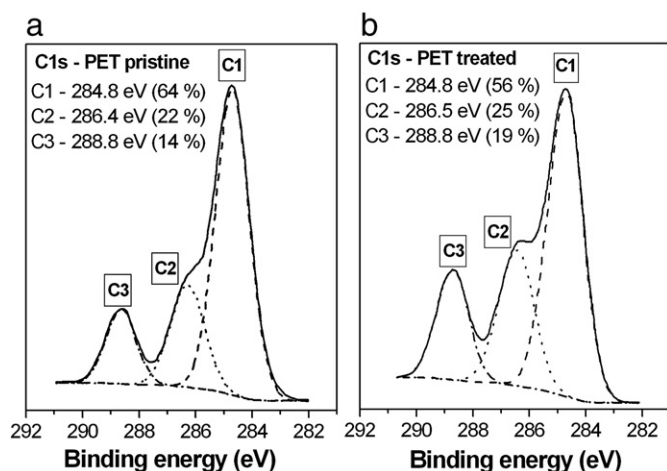 a
C1s - PET pristine
C1 - 284.8 eV (64 %)
C2 - 286.4 eV (22 %)
C3 - 288.8 eV (14 %)
C1
C2
C3
292 290 288 286 284 282
Binding energy (eV)
b
C1s - PET treated
C1 - 284.8 eV (56 %)
C2 - 286.5 eV (25 %)
C3 - 288.8 eV (19 %)
C1
C2
C3
292 290 288 286 284 282
Binding energy (eV)